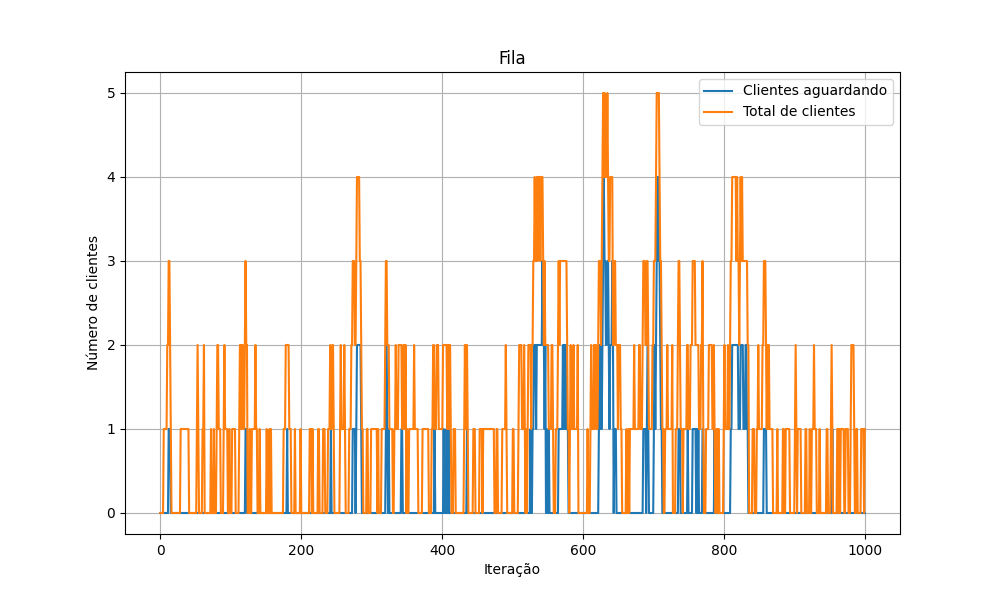 Fila
Clientes aguardando
Total de clientes
Número de clientes
5
4
3
2
1
0
0 200 400 600 800 1000
Iteração